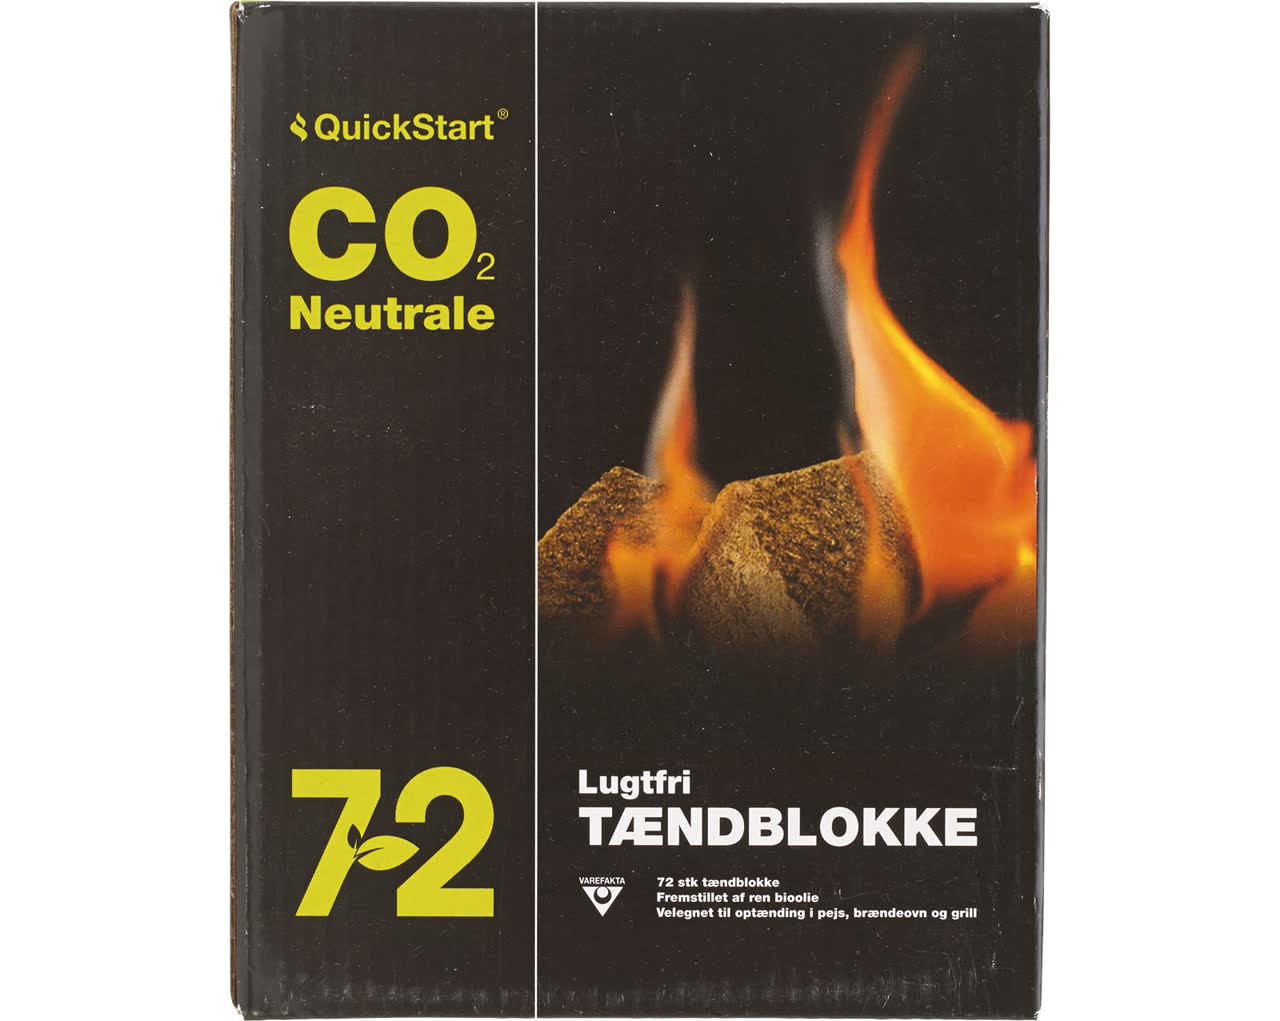 QuickStart®
CO₂
Neutrale
72
Lugtfri
TÆNDBLOKKE
VAREFAKTA
72 stk tændblokke
Fremstillet af ren bioolie
Velegnet til optænding i pejs, brændeovn og grill